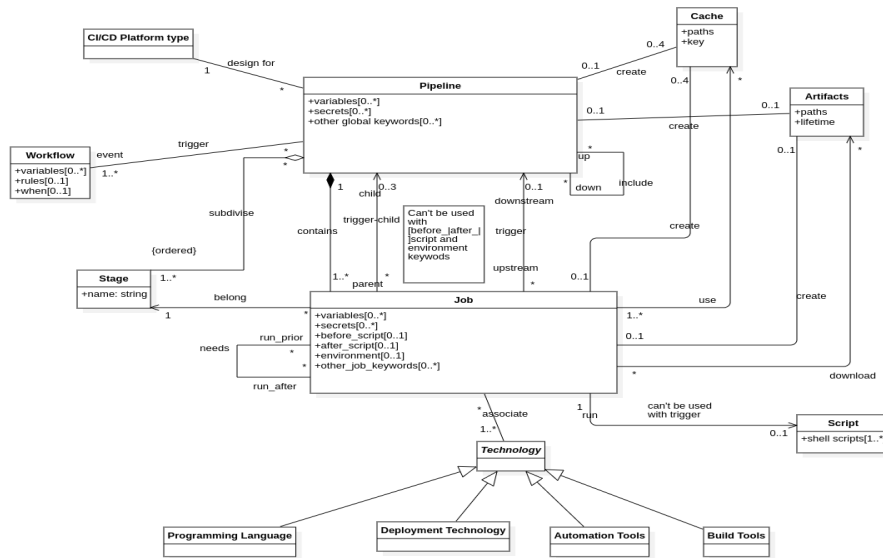 Cache
+paths
+key
CI/CD Platform type
1
design for
*
0..1
create
0..4
Pipeline
+variables[0..*]
+secrets[0..*]
+other global keywords[0..*]
0..4
*
0..1
0..1
Artifacts
+paths
+lifetime
create
Workflow
+variables[0..*]
+rules[0..1]
+when[0..1]
event
1..*
trigger
*
*
*
up
*
down
include
0..1
*
1
0..3
child
0..1
downstream
subdivise
contains
trigger-child
Can't be used
with
[before_|after_|
]script and
environment
keywods
trigger
create
{ordered}
1..*
Stage
+name: string
1
belong
*
1..*
parent
*
upstream
*
0..1
create
Job
+variables[0..*]
+secrets[0..*]
+before_script[0..1]
+after_script[0..1]
+environment[0..1]
+other_job_keywords[0..*]
use
1..*
0..1
needs
run_prior
*
*
run_after
*
download
*
associate
1..*
1
run
can't be used
with trigger
0..1
Script
+shell scripts[1..*
Technology
Programming Language
Deployment Technology
Automation Tools
Build Tools